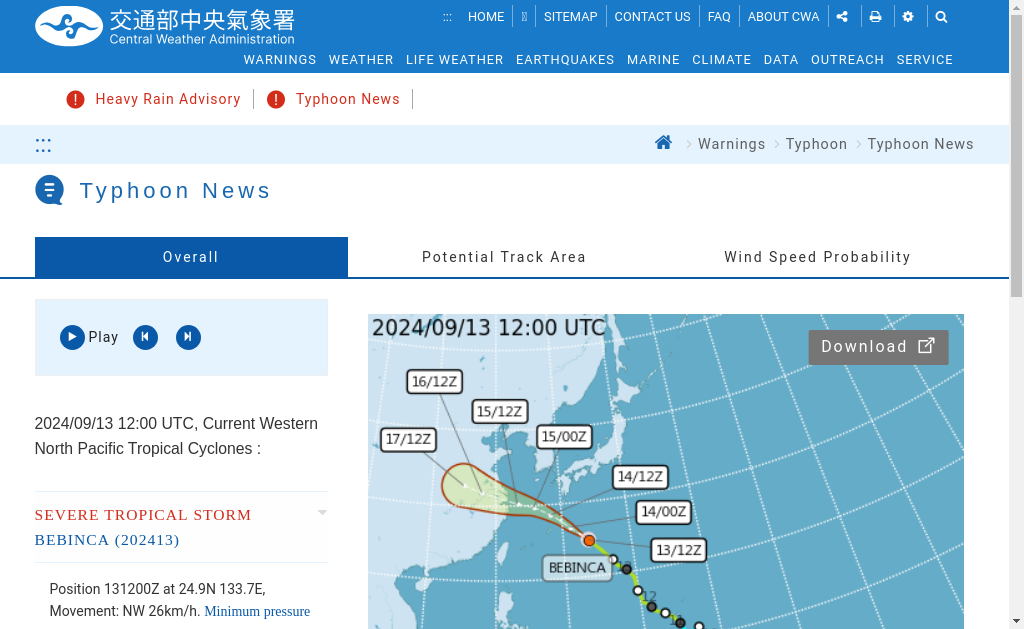 交通部中央氣象署
Central Weather Administration
::: HOME SITEMAP CONTACT US FAQ ABOUT CWA
WARNINGS WEATHER LIFE WEATHER EARTHQUAKES MARINE CLIMATE DATA OUTREACH SERVICE
Heavy Rain Advisory Typhoon News
::: Warnings Typhoon Typhoon News
Typhoon News
Overall Potential Track Area Wind Speed Probability
Play
2024/09/13 12:00 UTC, Current Western
North Pacific Tropical Cyclones :
SEVERE TROPICAL STORM
BEBINCA (202413)
Position 131200Z at 24.9N 133.7E,
Movement: NW 26km/h. Minimum pressure
2024/09/13 12:00 UTC
Download
16/12Z
15/12Z
17/12Z
15/00Z
14/12Z
14/00Z
13/12Z
BEBINCA
12